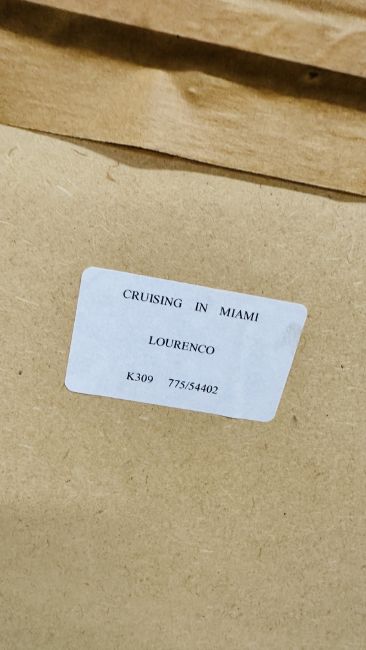 CRUISING IN MIAMI
LOURENCO
K309 775/54402